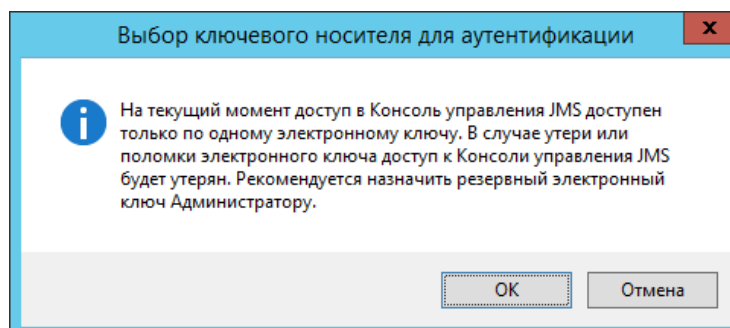 Выбор ключевого носителя для аутентификации
x
На текущий момент доступ в Консоль управления JMS доступен
только по одному электронному ключу. В случае утери или
поломки электронного ключа доступ к Консоли управления JMS
будет утерян. Рекомендуется назначить резервный электронный
ключ Администратору.
OK
Отмена